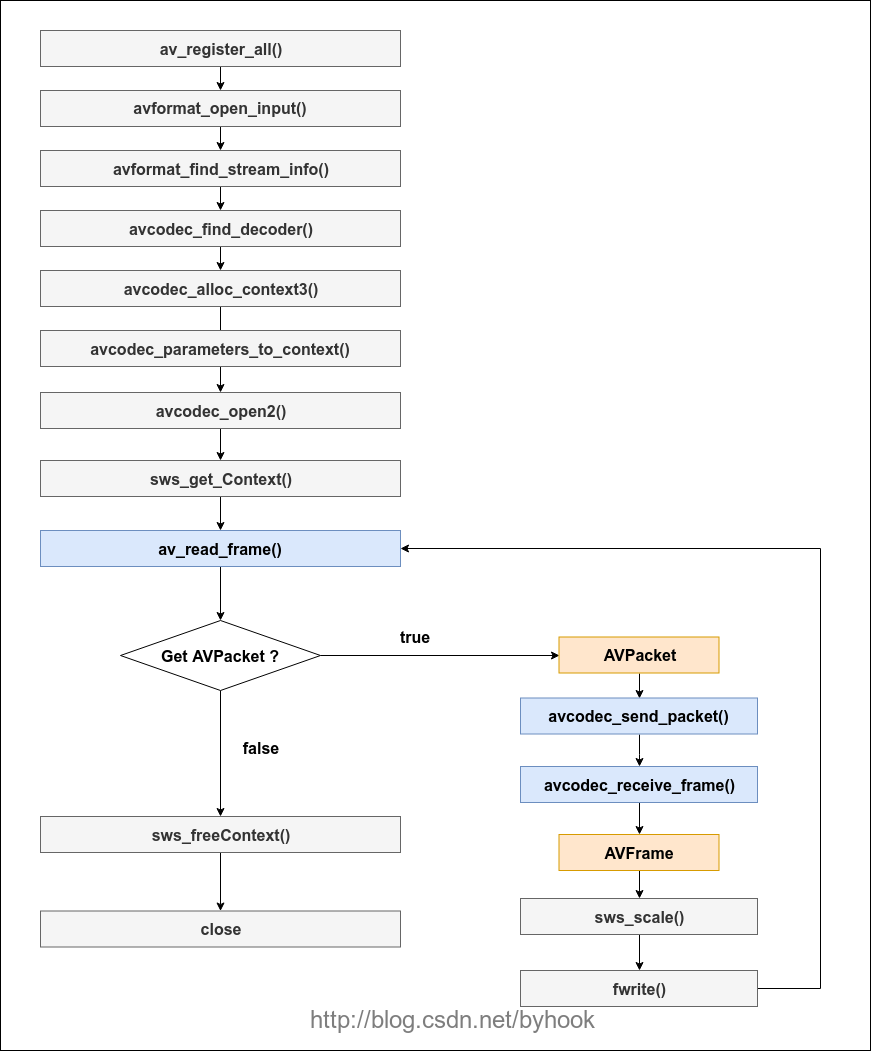 av_register_all()
avformat_open_input()
avformat_find_stream_info()
avcodec_find_decoder()
avcodec_alloc_context3()
avcodec_parameters_to_context()
avcodec_open2()
sws_get_Context()
av_read_frame()
Get AVPacket ?
true
false
sws_freeContext()
close
AVPacket
avcodec_send_packet()
avcodec_receive_frame()
AVFrame
sws_scale()
fwrite()
http://blog.csdn.net/byhook